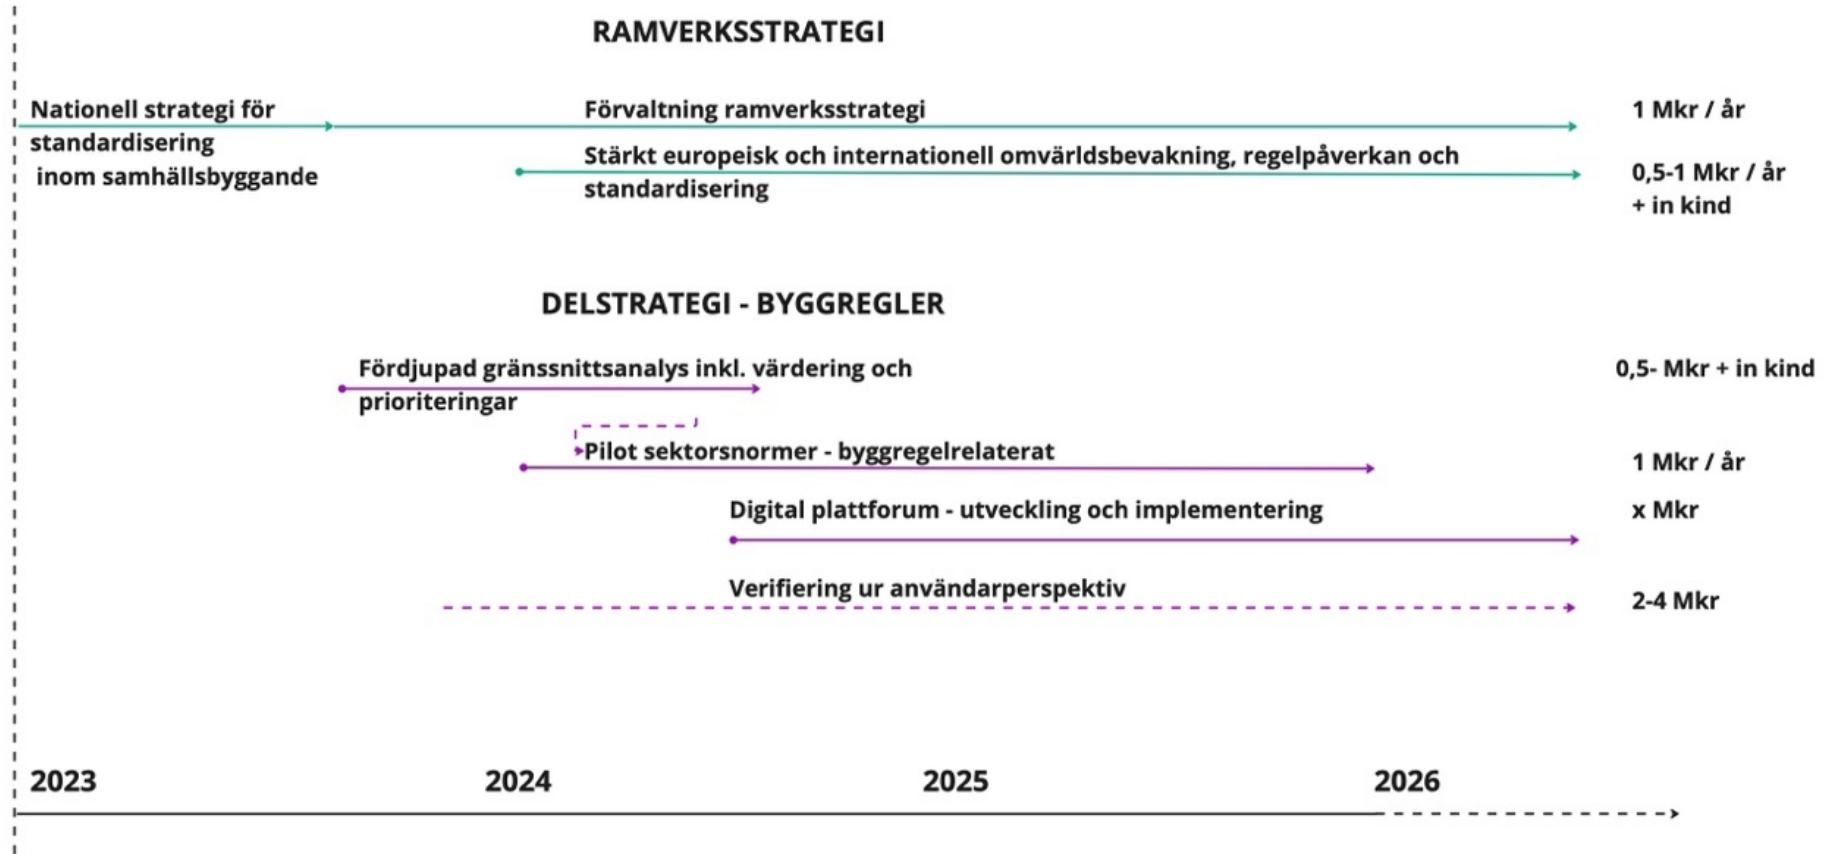 RAMVERKSSTRATEGI
Nationell strategi för
standardisering
inom samhällsbyggande
Förvaltning ramverksstrategi
1 Mkr / år
Stärkt europeisk och internationell omvärldsbevakning, regelpåverkan och
standardisering
0,5-1 Mkr / år
+ in kind
DELSTRATEGI - BYGGREGLER
Fördjupad gränssnittsanalys inkl. värdering och
prioriteringar
0,5- Mkr + in kind
Pilot sektorsnormer - byggregelrelaterat
1 Mkr / år
Digital plattforum - utveckling och implementering
x Mkr
Verifiering ur användarperspektiv
2-4 Mkr
2023
2024
2025
2026